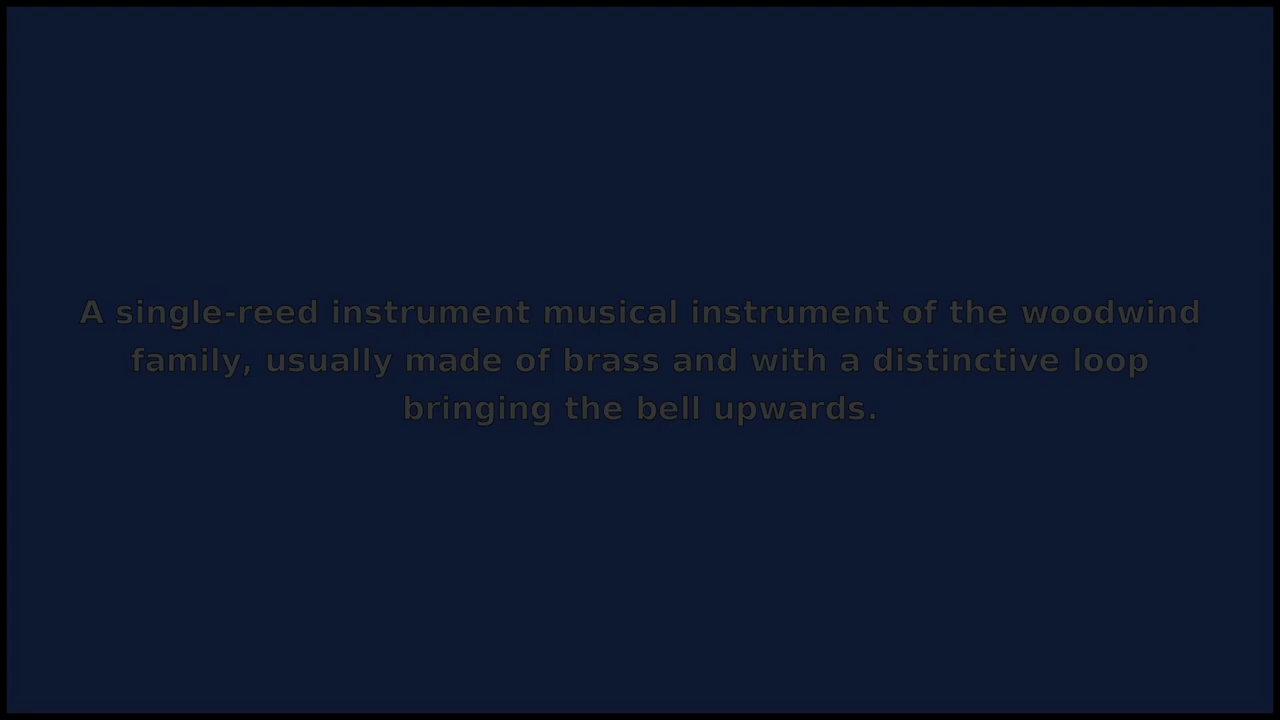 A single-reed instrument musical instrument of the woodwind
family, usually made of brass and with a distinctive loop
bringing the bell upwards.